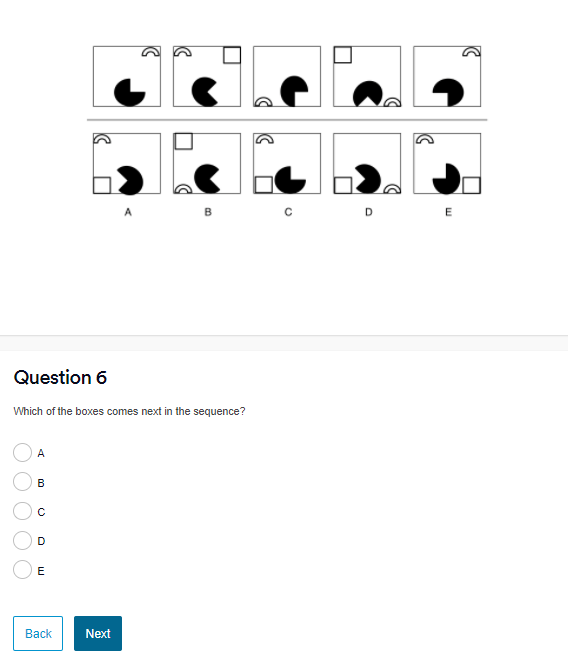 A B C D E
Question 6
Which of the boxes comes next in the sequence?
A
B
C
D
E
Back Next